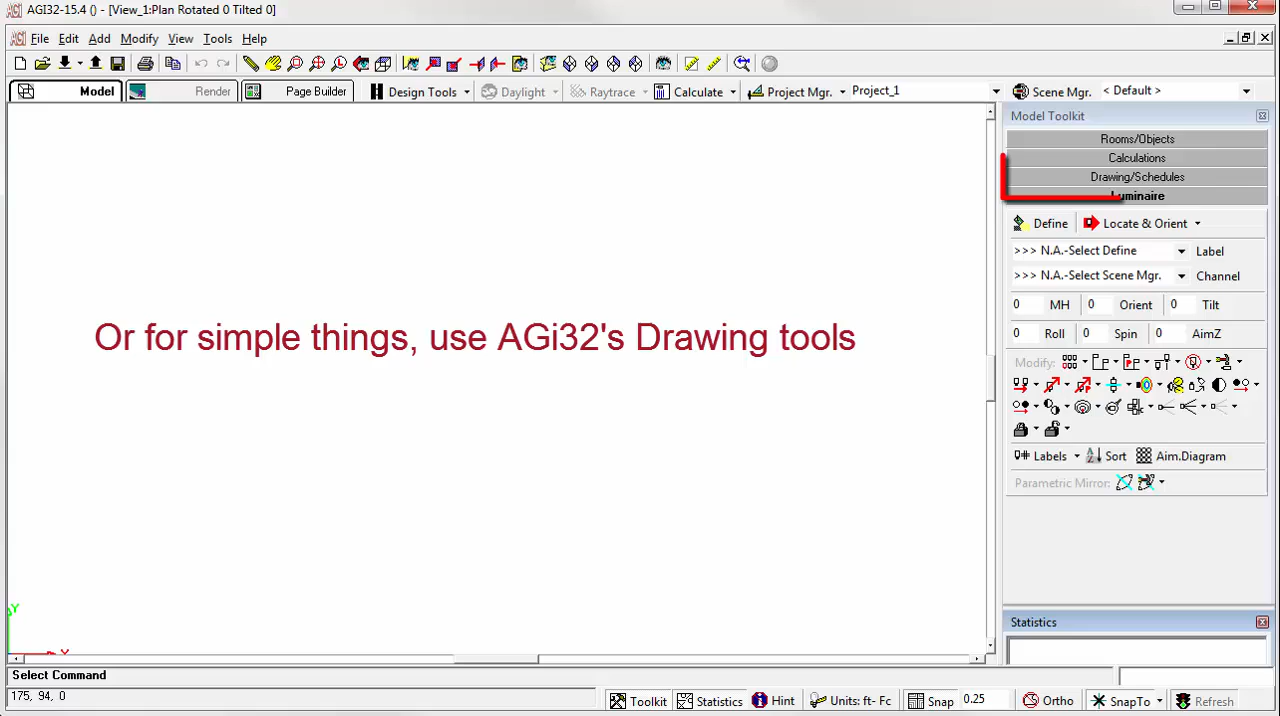 AGI32-15.4 () - [View_1:Plan Rotated 0 Tilted 0]
File Edit Add Modify View Tools Help
Model Render Page Builder Design Tools Daylight Raytrace Calculate Project Mgr. Project_1 Scene Mgr. < Default >
Model Toolkit
Rooms/Objects
Calculations
Drawing/Schedules
Luminaire
Define Locate & Orient
>>> N.A.-Select Define Label
>>> N.A.-Select Scene Mgr. Channel
0 MH 0 Orient 0 Tilt
0 Roll 0 Spin 0 AimZ
Or for simple things, use AGi32's Drawing tools
Modify:
Labels Sort Aim.Diagram
Parametric Mirror:
Y
X
Statistics
Select Command
175, 94, 0
Toolkit Statistics Hint Units: ft- Fc Snap 0.25 Ortho SnapTo Refresh